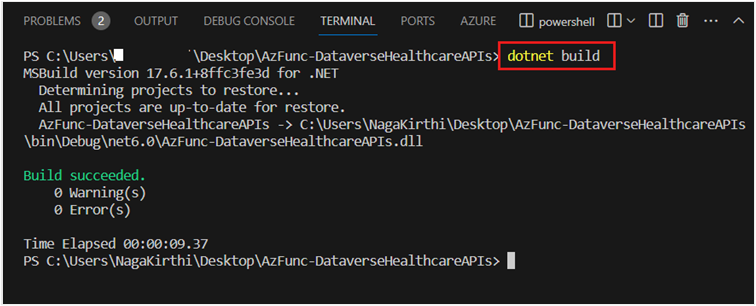 PROBLEMS 2 OUTPUT DEBUG CONSOLE TERMINAL PORTS AZURE powershell
PS C:\Users\ \Desktop\AzFunc-DataverseHealthcareAPIs> dotnet build
MSBuild version 17.6.1+8ffc3fe3d for .NET
Determining projects to restore...
All projects are up-to-date for restore.
AzFunc-DataverseHealthcareAPIs -> C:\Users\NagaKirthi\Desktop\AzFunc-DataverseHealthcareAPIs
\bin\Debug\net6.0\AzFunc-DataverseHealthcareAPIs.dll
Build succeeded.
0 Warning(s)
0 Error(s)
Time Elapsed 00:00:09.37
PS C:\Users\NagaKirthi\Desktop\AzFunc-DataverseHealthcareAPIs>